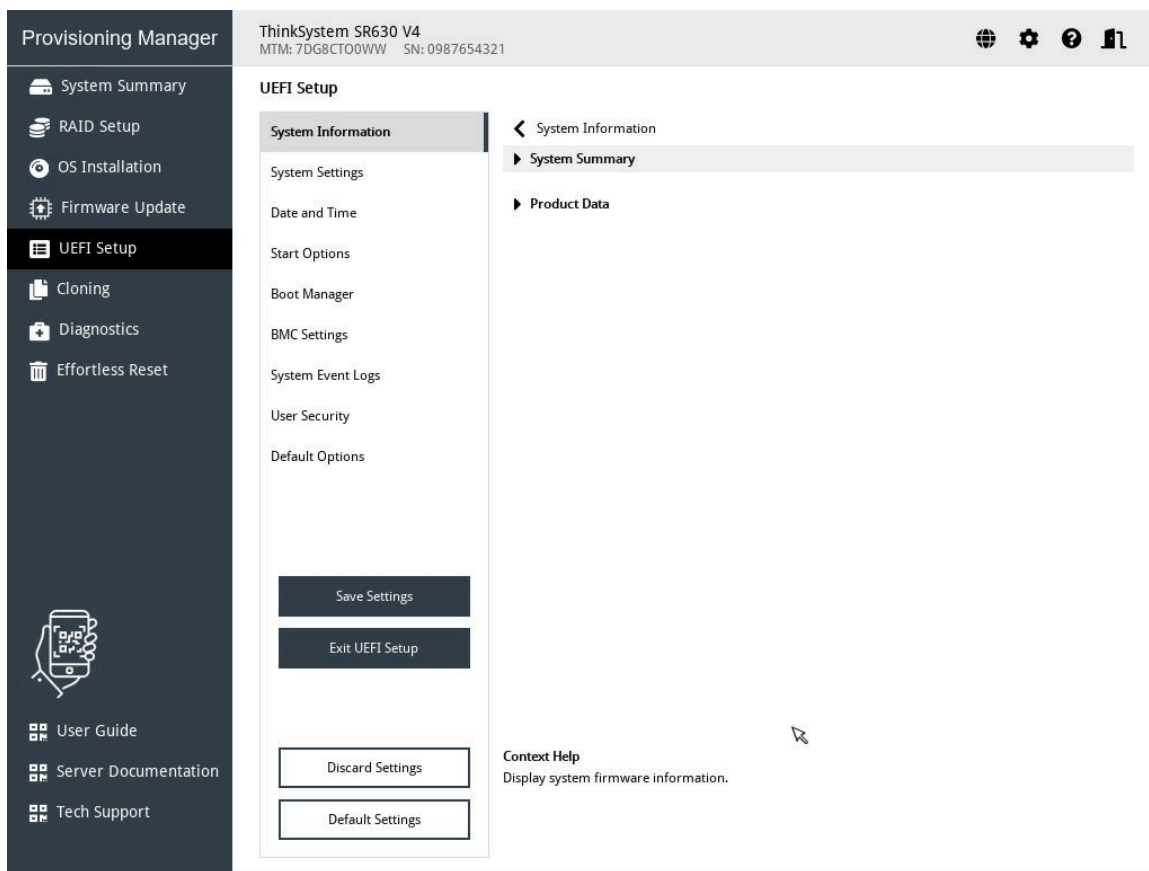 Provisioning Manager
ThinkSystem SR630 V4
MTM: 7DG8CTO0WW SN: 0987654321
System Summary
RAID Setup
OS Installation
Firmware Update
UEFI Setup
Cloning
Diagnostics
Effortless Reset
User Guide
Server Documentation
Tech Support
UEFI Setup
System Information
System Settings
Date and Time
Start Options
Boot Manager
BMC Settings
System Event Logs
User Security
Default Options
Save Settings
Exit UEFI Setup
Discard Settings
Default Settings
System Information
System Summary
Product Data
Context Help
Display system firmware information.